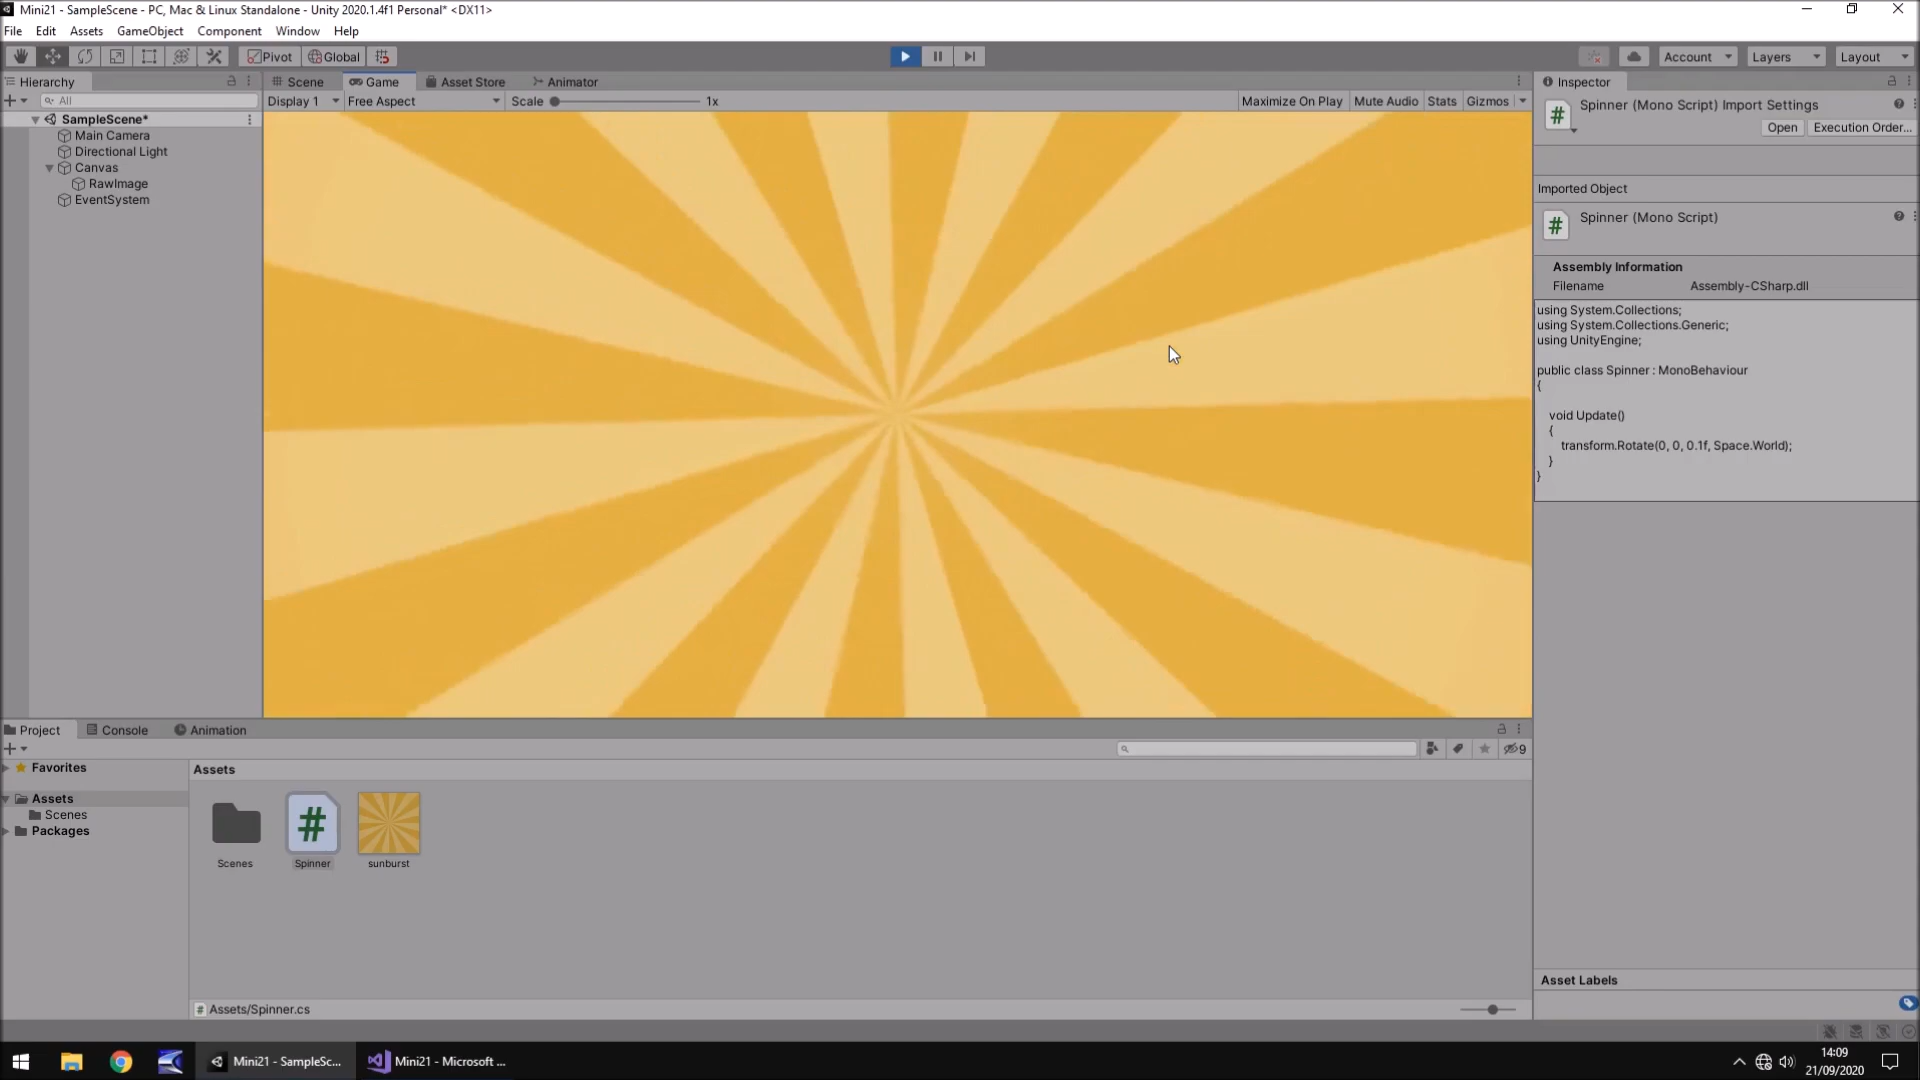 Mini21 - SampleScene - PC, Mac & Linux Standalone - Unity 2020.1.4f1 Personal* <DX11>
File Edit Assets GameObject Component Window Help
Pivot Global Account Layers Layout
Hierarchy Scene Game Asset Store Animator Inspector
All Display 1 Free Aspect Scale 1x Maximize On Play Mute Audio Stats Gizmos
Spinner (Mono Script) Import Settings
Open Execution Order...
SampleScene*
Main Camera
Directional Light
Canvas
RawImage
EventSystem
Imported Object
Spinner (Mono Script)
Assembly Information
Filename Assembly-CSharp.dll
using System.Collections;
using System.Collections.Generic;
using UnityEngine;
public class Spinner : MonoBehaviour
{
void Update()
{
transform.Rotate(0, 0, 0.1f, Space.World);
}
}
Project Console Animation
9
Favorites
Assets
Scenes
Packages
Assets
Scenes Spinner sunburst
Assets/Spinner.cs
Asset Labels
Mini21 - SampleSc... Mini21 - Microsoft ...
14:09
21/09/2020